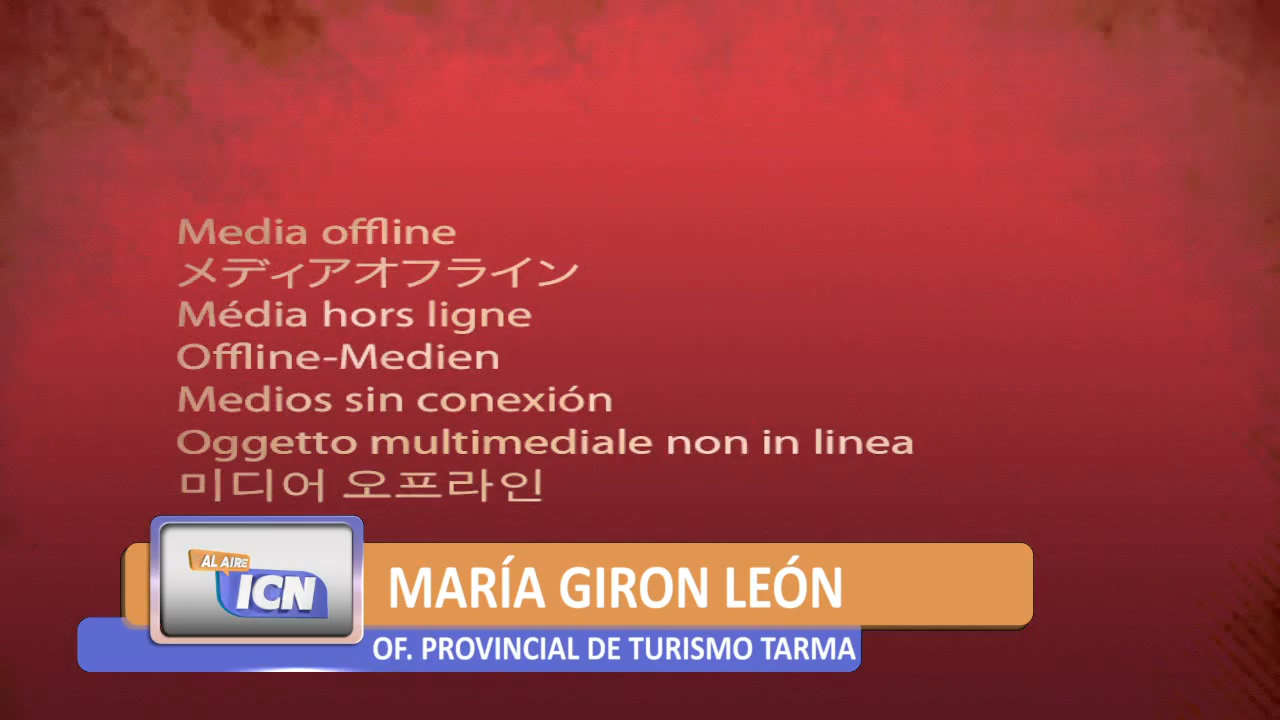 Media offline
メディアオフライン
Média hors ligne
Offline-Medien
Medios sin conexión
Oggetto multimediale non in linea
미디어 오프라인
AL AIRE
ICN
MARÍA GIRON LEÓN
OF. PROVINCIAL DE TURISMO TARMA